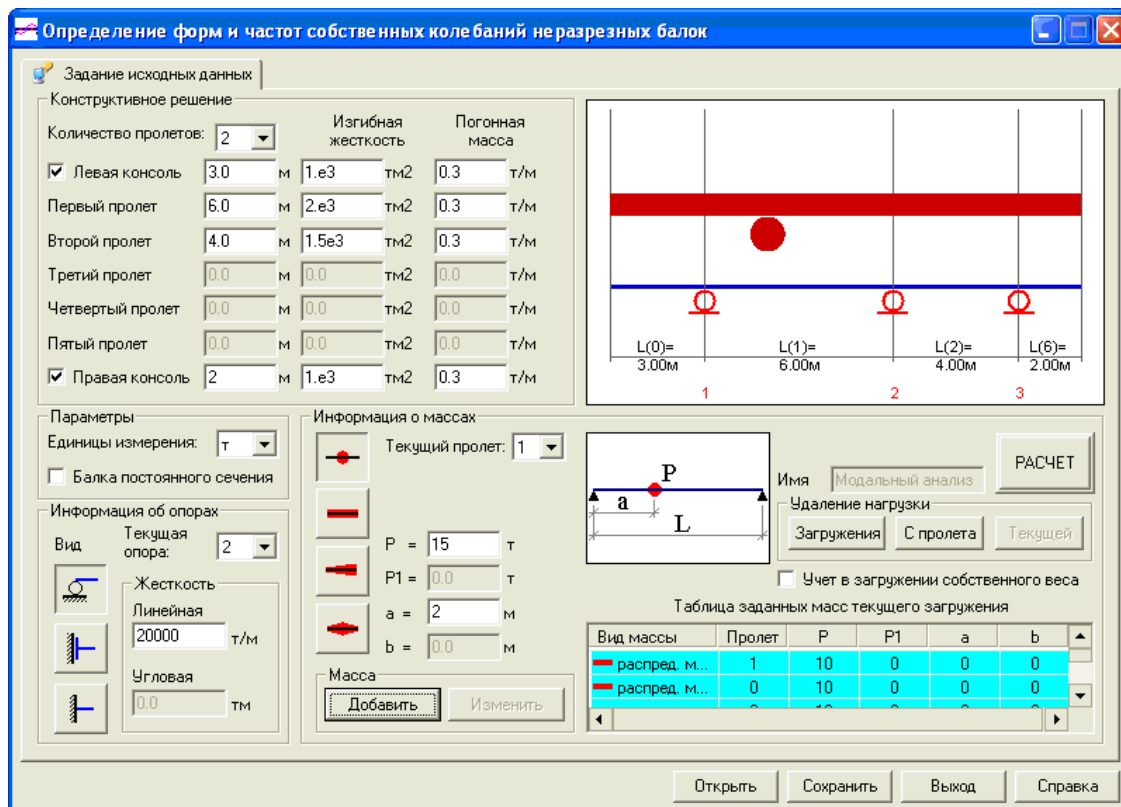 Определение форм и частот собственных колебаний неразрезных балок
Задание исходных данных
Конструктивное решение
Количество пролетов: 2
Изгибная жесткость
Погонная масса
Левая консоль 3.0 м 1.e3 тм2 0.3 т/м
Первый пролет 6.0 м 2.e3 тм2 0.3 т/м
Второй пролет 4.0 м 1.5e3 тм2 0.3 т/м
Третий пролет 0.0 м 0.0 тм2 0.0 т/м
Четвертый пролет 0.0 м 0.0 тм2 0.0 т/м
Пятый пролет 0.0 м 0.0 тм2 0.0 т/м
Правая консоль 2 м 1.e3 тм2 0.3 т/м
L(0)= L(1)= L(2)= L(6)=
3.00м 6.00м 4.00м 2.00м
1 2 3
Параметры
Единицы измерения: т
Балка постоянного сечения
Информация об опорах
Вид
Текущая опора: 2
Жесткость
Линейная
20000 т/м
Угловая
0.0 тм
Информация о массах
Текущий пролет: 1
P = 15 т
P1 = 0.0 т
a = 2 м
b = 0.0 м
Масса
Добавить Изменить
P
a
L
РАСЧЕТ
Имя Модальный анализ
Удаление нагрузки
Загружения С пролета Текущей
Учет в загружении собственного веса
Таблица заданных масс текущего загружения
Вид массы Пролет P P1 a b
распред. м... 1 10 0 0 0
распред. м... 0 10 0 0 0
Открыть Сохранить Выход Справка